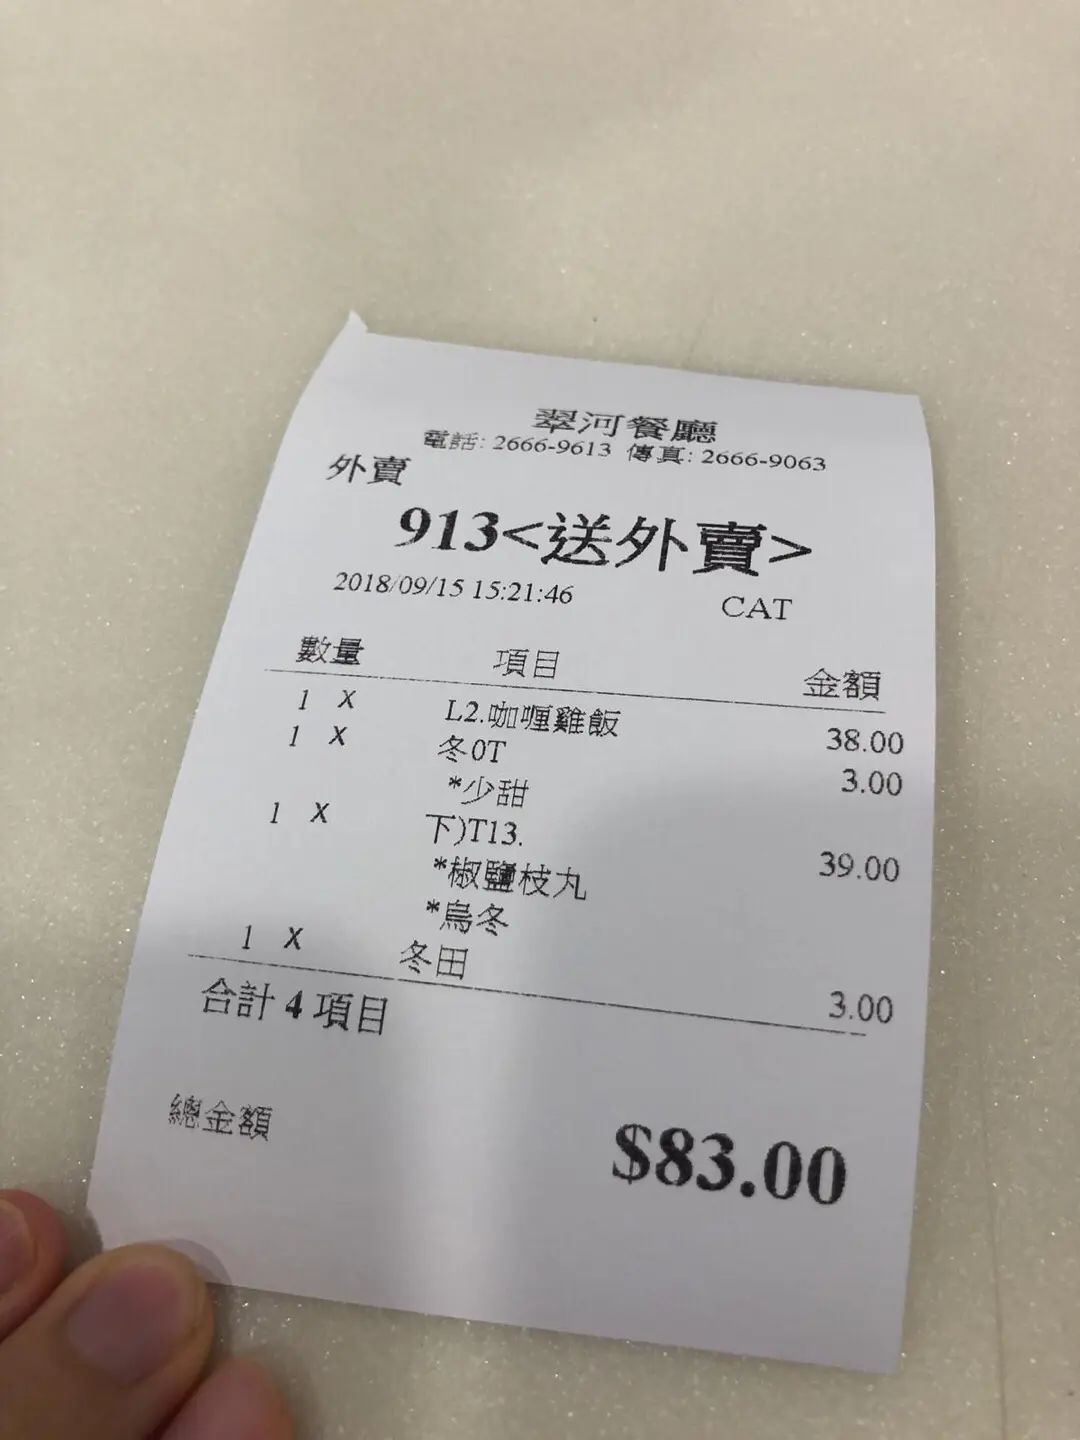 翠河餐廳
電話: 2666-9613 傳真: 2666-9063
外賣
913<送外賣>
2018/09/15 15:21:46 CAT
數量 項目 金額
1 X L2.咖喱雞飯 38.00
1 X 冬0T 3.00
*少甜
1 X 下)T13. 39.00
*椒鹽枝丸
*烏冬
1 X 冬田 3.00
合計 4 項目
總金額 $83.00